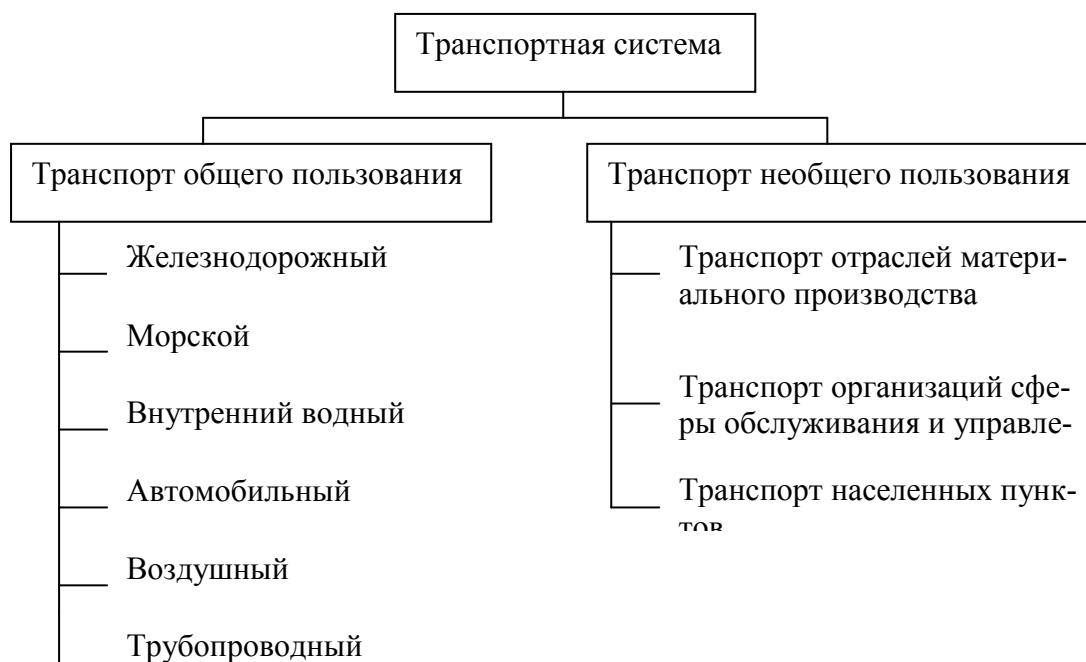 Транспортная система
Транспорт общего пользования
Железнодорожный
Морской
Внутренний водный
Автомобильный
Воздушный
Трубопроводный
Транспорт необщего пользования
Транспорт отраслей матери-
ального производства
Транспорт организаций сфе-
ры обслуживания и управле-
Транспорт населенных пунк-
тов